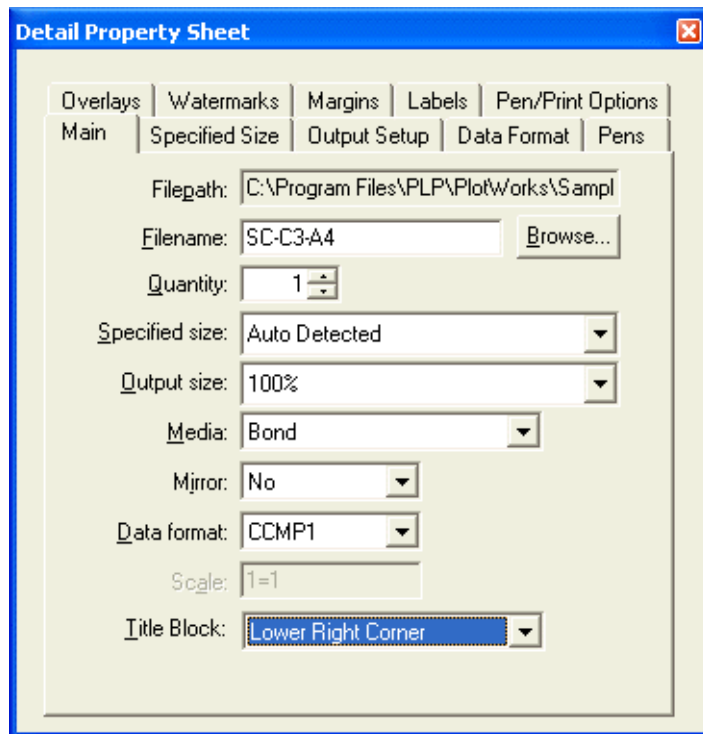 Detail Property Sheet
Overlays Watermarks Margins Labels Pen/Print Options
Main Specified Size Output Setup Data Format Pens
Filepath: C:\Program Files\PLP\PlotWorks\Sampl
Filename: SC-C3-A4 Browse...
Quantity: 1
Specified size: Auto Detected
Output size: 100%
Media: Bond
Mirror: No
Data format: CCMP1
Scale: 1=1
Title Block: Lower Right Corner